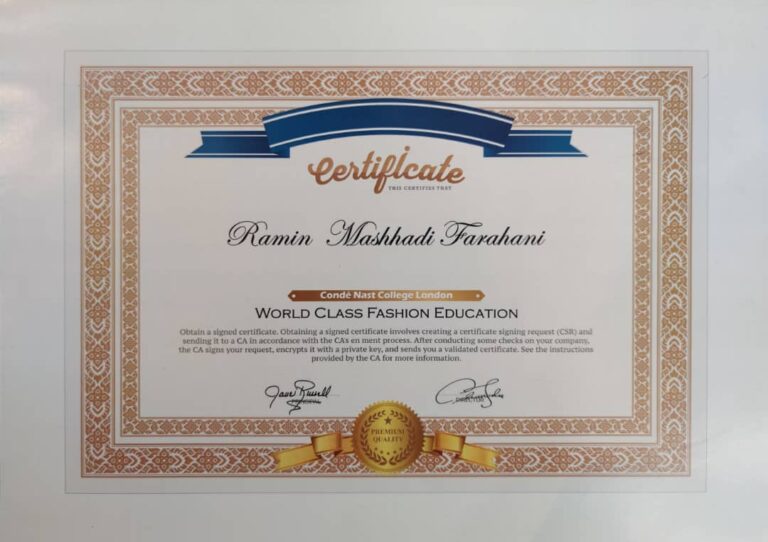 Certificate
THIS CERTIFIES THAT
Ramin Mashhadi Farahani
Condé Nast College London
WORLD CLASS FASHION EDUCATION
Obtain a signed certificate. Obtaining a signed certificate involves creating a certificate signing request (CSR) and
sending it to a CA in accordance with the CA's en ment process. After conducting some checks on your company,
the CA signs your request, encrypts it with a private key, and sends you a validated certificate. See the instructions
provided by the CA for more information.
PRINCIPAL
DIRECTOR
PREMIUM
QUALITY